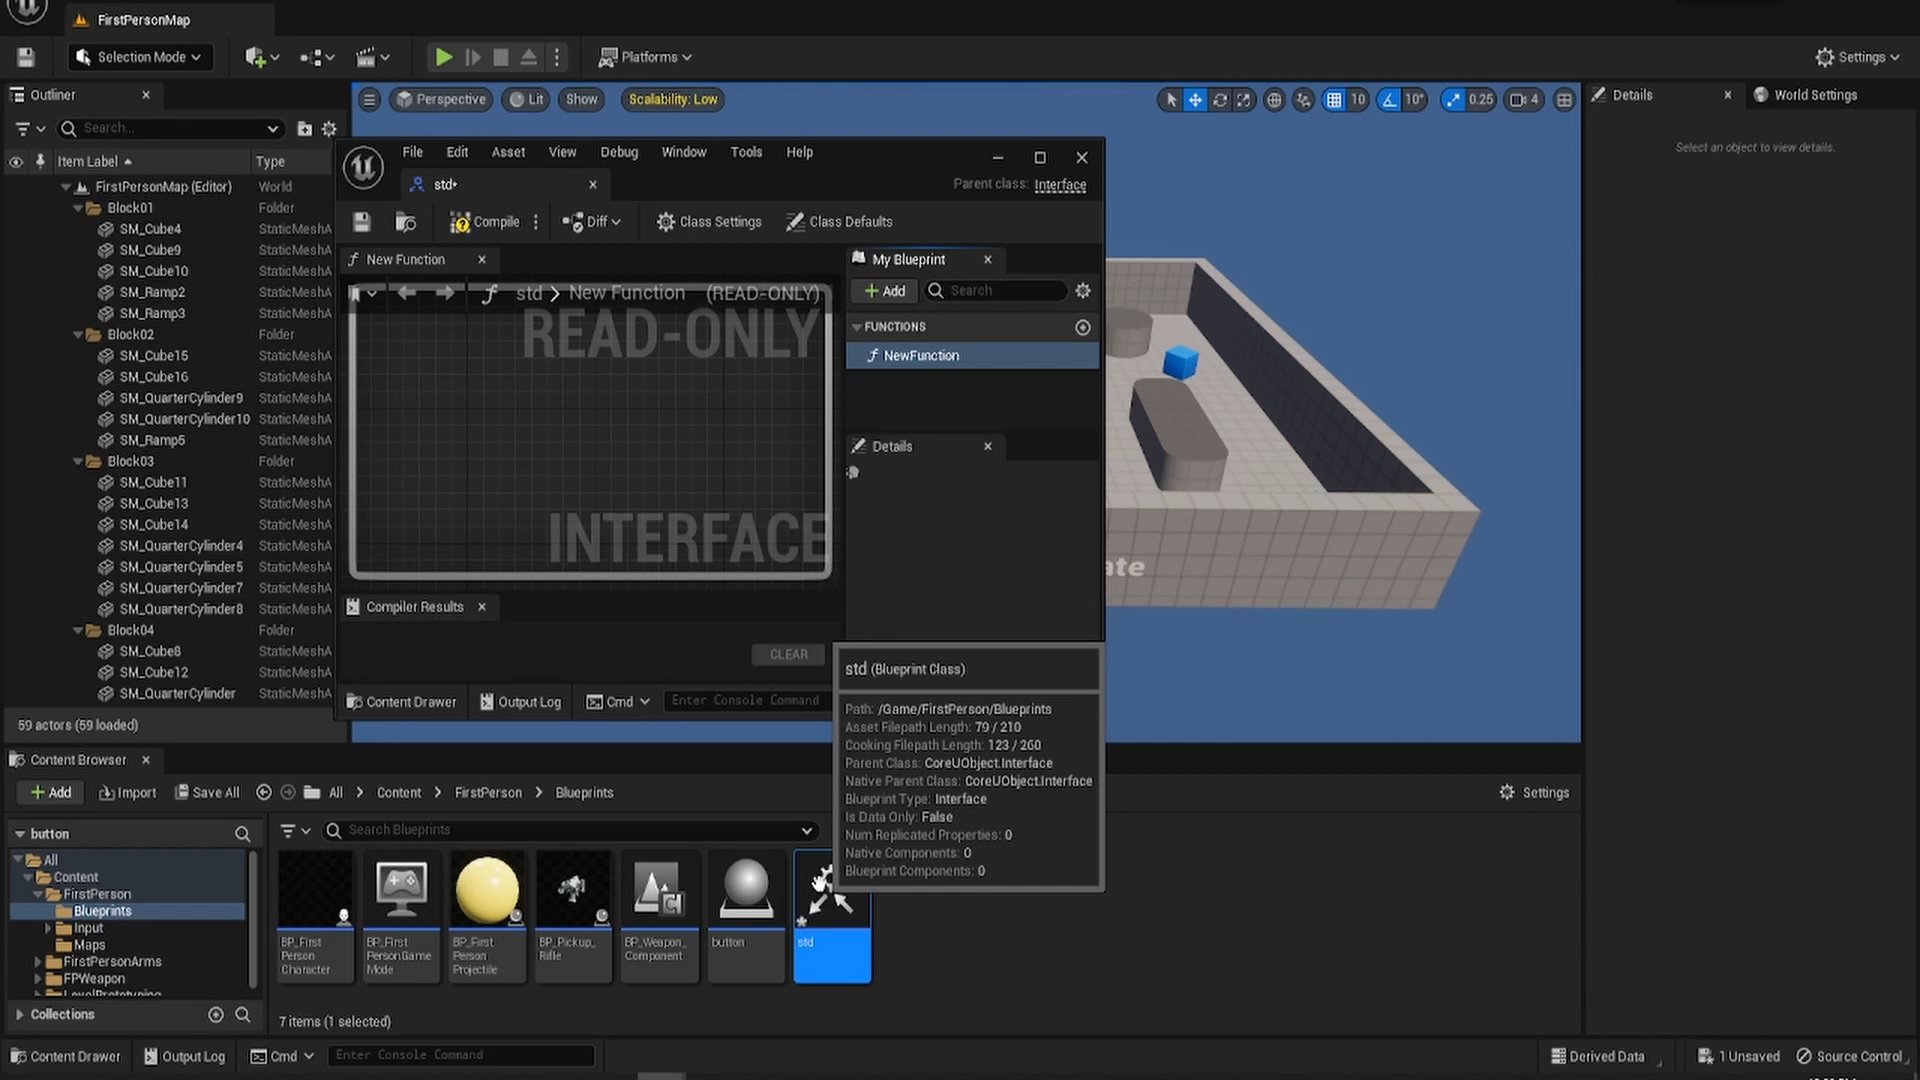 FirstPersonMap
Selection Mode
Platforms
Settings
Outliner
Perspective
Lit
Show
Scalability: Low
10
10°
0.25
4
Details
World Settings
Search...
Select an object to view details.
Item Label
Type
FirstPersonMap (Editor) World
Block01 Folder
SM_Cube4 StaticMeshA
SM_Cube9 StaticMeshA
SM_Cube10 StaticMeshA
SM_Ramp2 StaticMeshA
SM_Ramp3 StaticMeshA
Block02 Folder
SM_Cube15 StaticMeshA
SM_Cube16 StaticMeshA
SM_QuarterCylinder9 StaticMeshA
SM_QuarterCylinder10 StaticMeshA
SM_Ramp5 StaticMeshA
Block03 Folder
SM_Cube11 StaticMeshA
SM_Cube13 StaticMeshA
SM_Cube14 StaticMeshA
SM_QuarterCylinder4 StaticMeshA
SM_QuarterCylinder5 StaticMeshA
SM_QuarterCylinder7 StaticMeshA
SM_QuarterCylinder8 StaticMeshA
Block04 Folder
SM_Cube8 StaticMeshA
SM_Cube12 StaticMeshA
SM_QuarterCylinder StaticMeshA
59 actors (59 loaded)
File Edit Asset View Debug Window Tools Help
std•
Parent class: Interface
Compile
Diff
Class Settings
Class Defaults
New Function
std > New Function (READ-ONLY)
READ-ONLY
INTERFACE
My Blueprint
Add
Search
FUNCTIONS
NewFunction
Details
Compiler Results
CLEAR
Content Drawer
Output Log
Cmd
Enter Console Command
ate
std (Blueprint Class)
Path: /Game/FirstPerson/Blueprints
Asset Filepath Length: 79 / 210
Cooking Filepath Length: 123 / 260
Parent Class: CoreUObject.Interface
Native Parent Class: CoreUObject.Interface
Blueprint Type: Interface
Is Data Only: False
Num Replicated Properties: 0
Native Components: 0
Blueprint Components: 0
Content Browser
Add
Import
Save All
All > Content > FirstPerson > Blueprints
Settings
button
Search Blueprints
All
Content
FirstPerson
Blueprints
Input
Maps
FirstPersonArms
FPWeapon
LevelPrototyping
Collections
BP_First
Person
Character
BP_First
PersonGame
Mode
BP_First
Person
Projectile
BP_Pickup_
Rifle
BP_Weapon_
Component
button
std
7 items (1 selected)
Content Drawer
Output Log
Cmd
Enter Console Command
Derived Data
1 Unsaved
Source Control